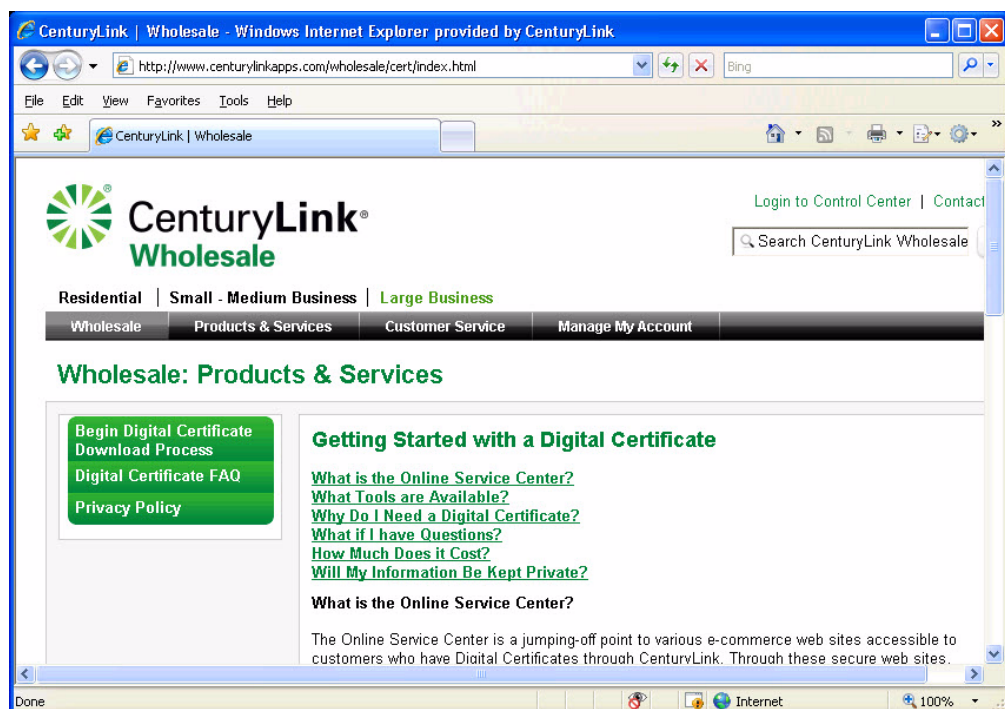 CenturyLink | Wholesale - Windows Internet Explorer provided by CenturyLink
http://www.centurylinkapps.com/wholesale/cert/index.html
Bing
File Edit View Favorites Tools Help
CenturyLink | Wholesale
»
CenturyLink®
Wholesale
Login to Control Center | Contact
Search CenturyLink Wholesale
Residential | Small - Medium Business | Large Business
Wholesale Products & Services Customer Service Manage My Account
Wholesale: Products & Services
Begin Digital Certificate
Download Process
Digital Certificate FAQ
Privacy Policy
Getting Started with a Digital Certificate
What is the Online Service Center?
What Tools are Available?
Why Do I Need a Digital Certificate?
What if I have Questions?
How Much Does it Cost?
Will My Information Be Kept Private?
What is the Online Service Center?
The Online Service Center is a jumping-off point to various e-commerce web sites accessible to
customers who have Digital Certificates through CenturyLink. Through these secure web sites,
Done
Internet
100%